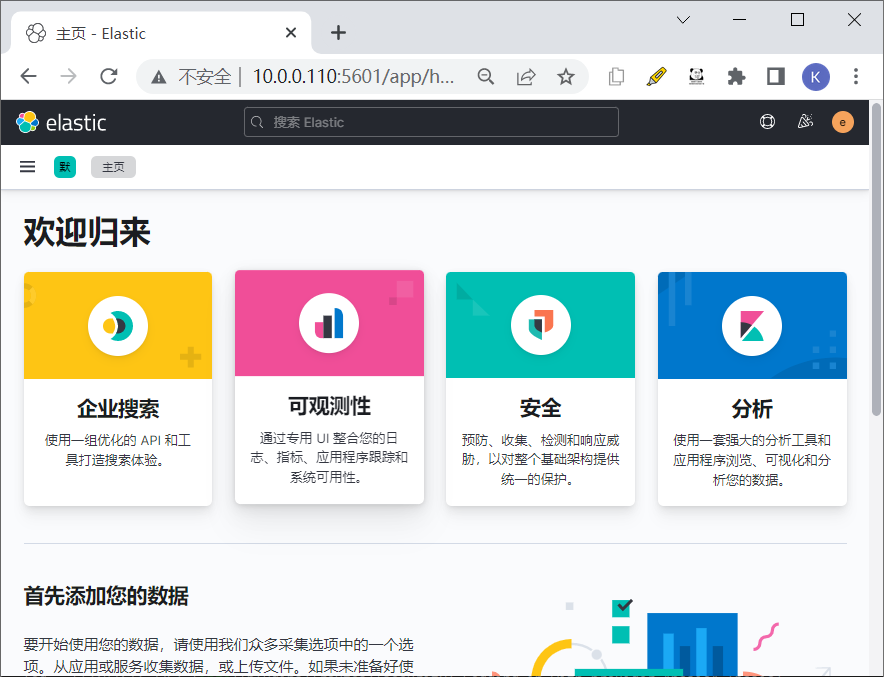 主页 - Elastic
不安全 | 10.0.0.110:5601/app/h...
K
elastic
搜索 Elastic
e
默
主页
欢迎归来
企业搜索
使用一组优化的 API 和工
具打造搜索体验。
可观测性
通过专用 UI 整合您的日
志、指标、应用程序跟踪和
系统可用性。
安全
预防、收集、检测和响应威
胁，以对整个基础架构提供
统一的保护。
分析
使用一套强大的分析工具和
应用程序浏览、可视化和分
析您的数据。
首先添加您的数据
要开始使用您的数据，请使用我们众多采集选项中的一个选
项。从应用或服务收集数据，或上传文件。如果未准备好使